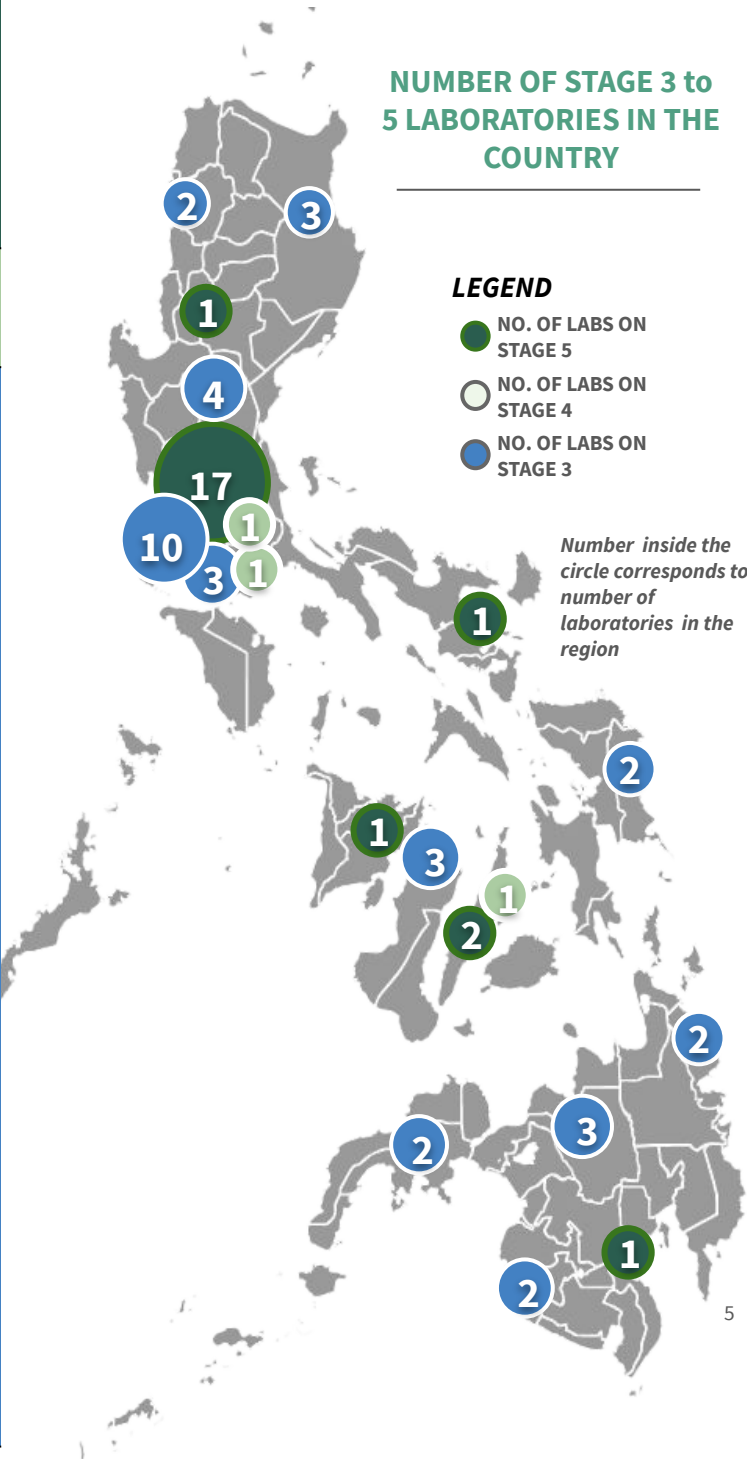 NUMBER OF STAGE 3 to
5 LABORATORIES IN THE
COUNTRY
2
3
LEGEND
1
NO. OF LABS ON
STAGE 5
4
NO. OF LABS ON
STAGE 4
NO. OF LABS ON
STAGE 3
17
1
10
3
1
Number inside the
circle corresponds to
number of
laboratories in the
region
1
2
1
3
1
2
2
3
2
1
2
5